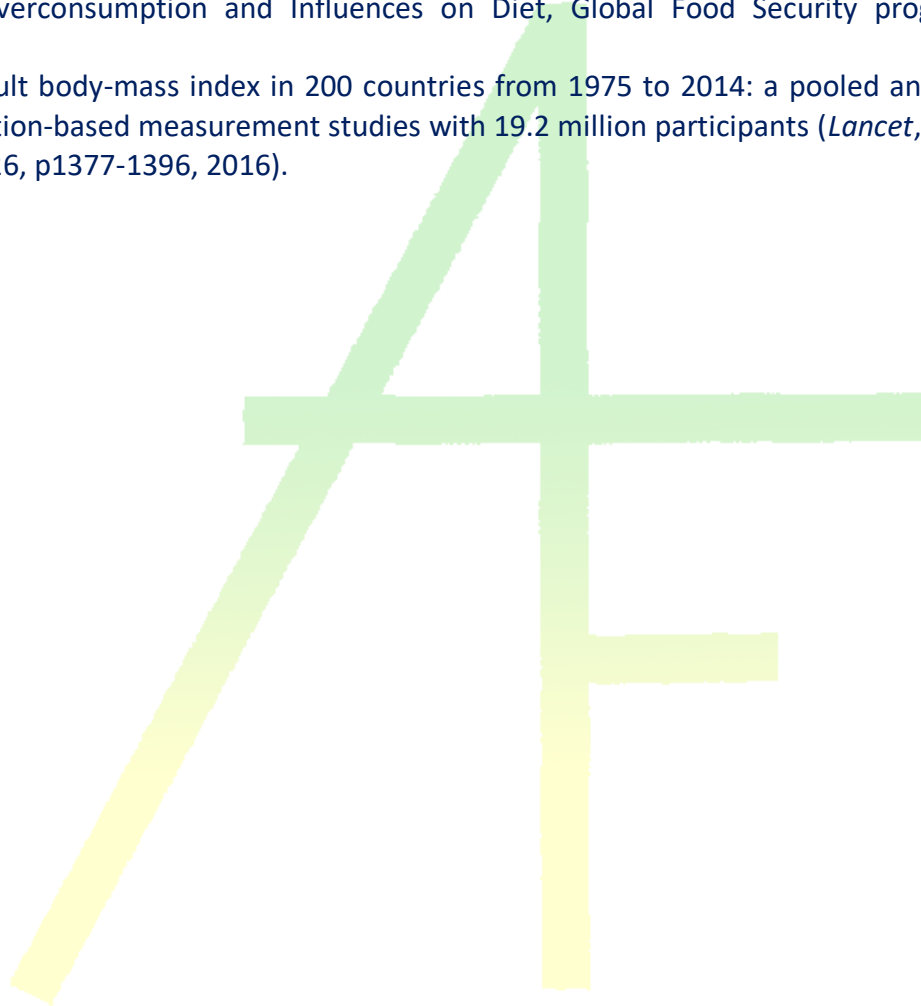 verconsumption and Influences on Diet, Global Food Security prog
ult body-mass index in 200 countries from 1975 to 2014: a pooled an
tion-based measurement studies with 19.2 million participants (Lancet,
26, p1377-1396, 2016).